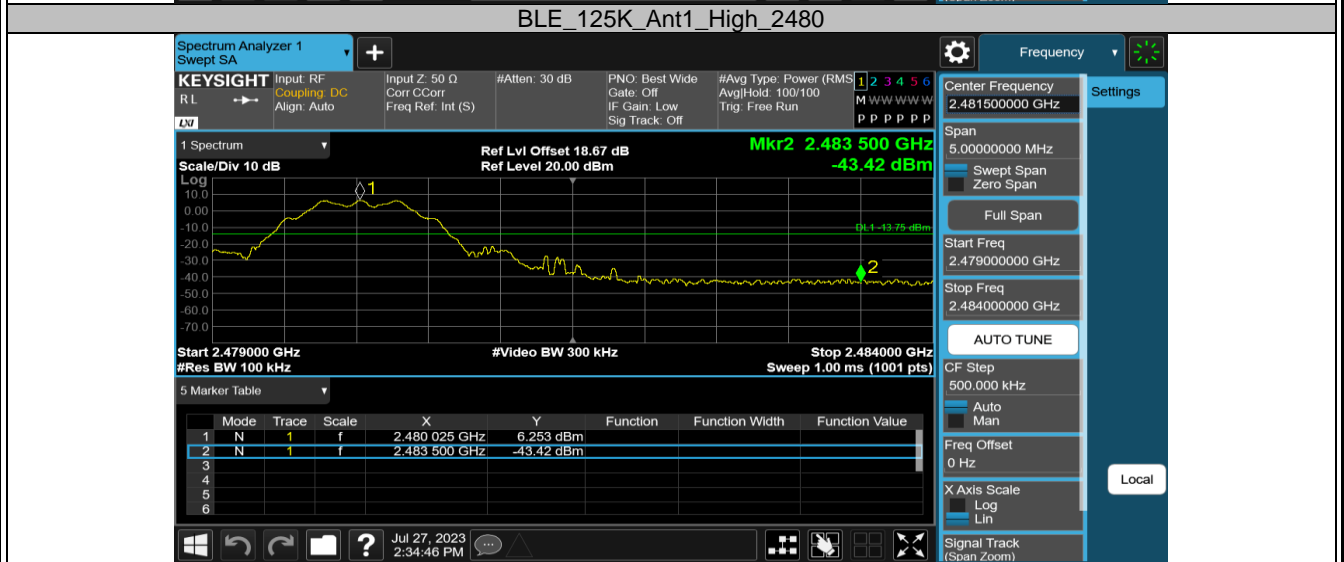 (Span Zoom)
BLE_125K_Ant1_High_2480
Spectrum Analyzer 1
Swept SA
Frequency
KEYSIGHT
R L
LXI
Input: RF
Coupling: DC
Align: Auto
Input Z: 50 Ω
Corr CCorr
Freq Ref: Int (S)
#Atten: 30 dB
PNO: Best Wide
Gate: Off
IF Gain: Low
Sig Track: Off
#Avg Type: Power (RMS
Avg|Hold: 100/100
Trig: Free Run
1 2 3 4 5 6
M W W W W W
P P P P P P
1 Spectrum
Scale/Div 10 dB
Ref Lvl Offset 18.67 dB
Ref Level 20.00 dBm
Mkr2 2.483 500 GHz
-43.42 dBm
Log
10.0
0.00
-10.0
-20.0
-30.0
-40.0
-50.0
-60.0
-70.0
1
DL1 -13.75 dBm
2
Start 2.479000 GHz
#Res BW 100 kHz
#Video BW 300 kHz
Stop 2.484000 GHz
Sweep 1.00 ms (1001 pts)
5 Marker Table
Mode Trace Scale X Y Function Function Width Function Value
1 N 1 f 2.480 025 GHz 6.253 dBm
2 N 1 f 2.483 500 GHz -43.42 dBm
3
4
5
6
Jul 27, 2023
2:34:46 PM
Center Frequency
2.481500000 GHz
Settings
Span
5.00000000 MHz
Swept Span
Zero Span
Full Span
Start Freq
2.479000000 GHz
Stop Freq
2.484000000 GHz
AUTO TUNE
CF Step
500.000 kHz
Auto
Man
Freq Offset
0 Hz
Local
X Axis Scale
Log
Lin
Signal Track
(Span Zoom)